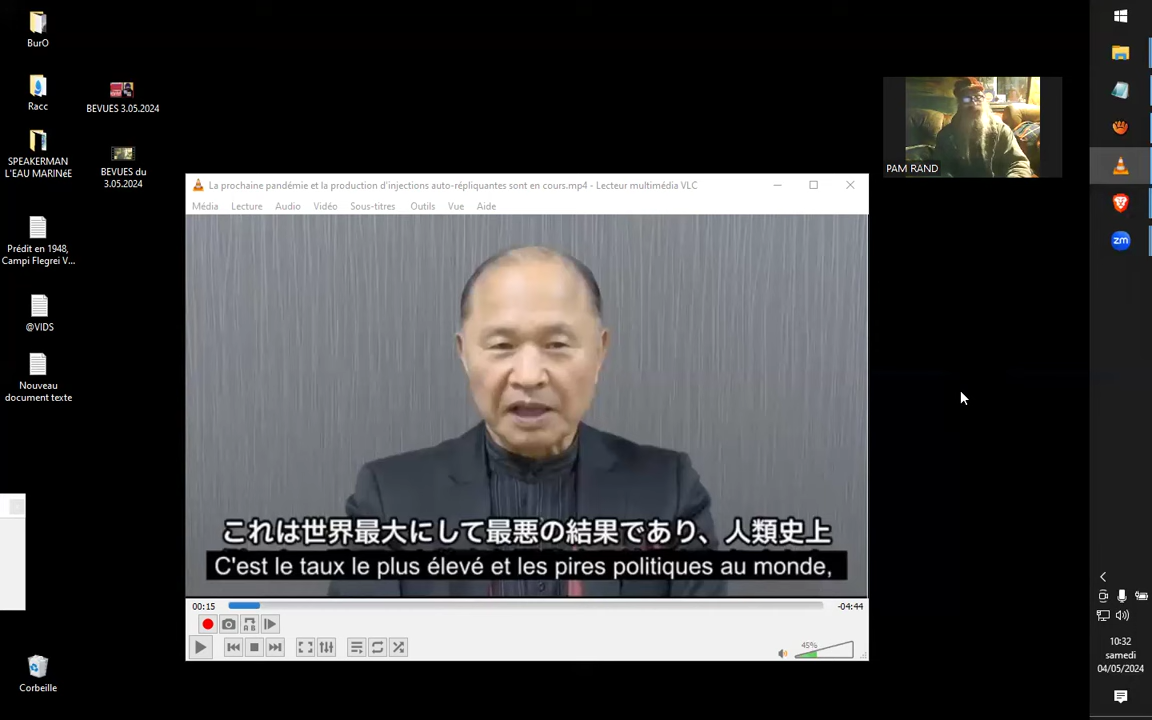 BurO
Racc
BEVUES 3.05.2024
SPEAKERMAN
L'EAU MARINéE
BEVUES du
3.05.2024
Prédit en 1948,
Campi Flegrei V...
@VIDS
Nouveau
document texte
Corbeille
PAM RAND
La prochaine pandémie et la production d'injections auto-répliquantes sont en cours.mp4 - Lecteur multimédia VLC
Média Lecture Audio Vidéo Sous-titres Outils Vue Aide
これは世界最大にして最悪の結果であり、人類史上
C'est le taux le plus élevé et les pires politiques au monde,
00:15
-04:44
45%
zm
10:32
samedi
04/05/2024